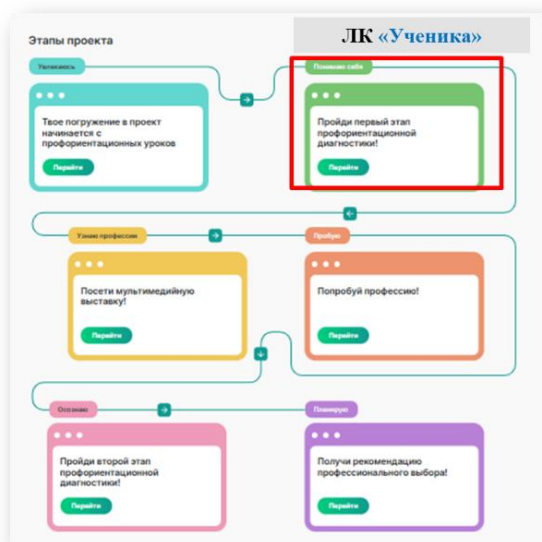 Этапы проекта
ЛК «Ученика»
Увлекаюсь
Понимаю себя
Твое погружение в проект
начинается с
профориентационных уроков
Перейти
Пройди первый этап
профориентационной
диагностики!
Перейти
Узнаю профессии
Пробую
Посети мультимедийную
выставку!
Перейти
Попробуй профессию!
Перейти
Осознаю
Планирую
Пройди второй этап
профориентационной
диагностики!
Перейти
Получи рекомендацию
профессионального выбора!
Перейти